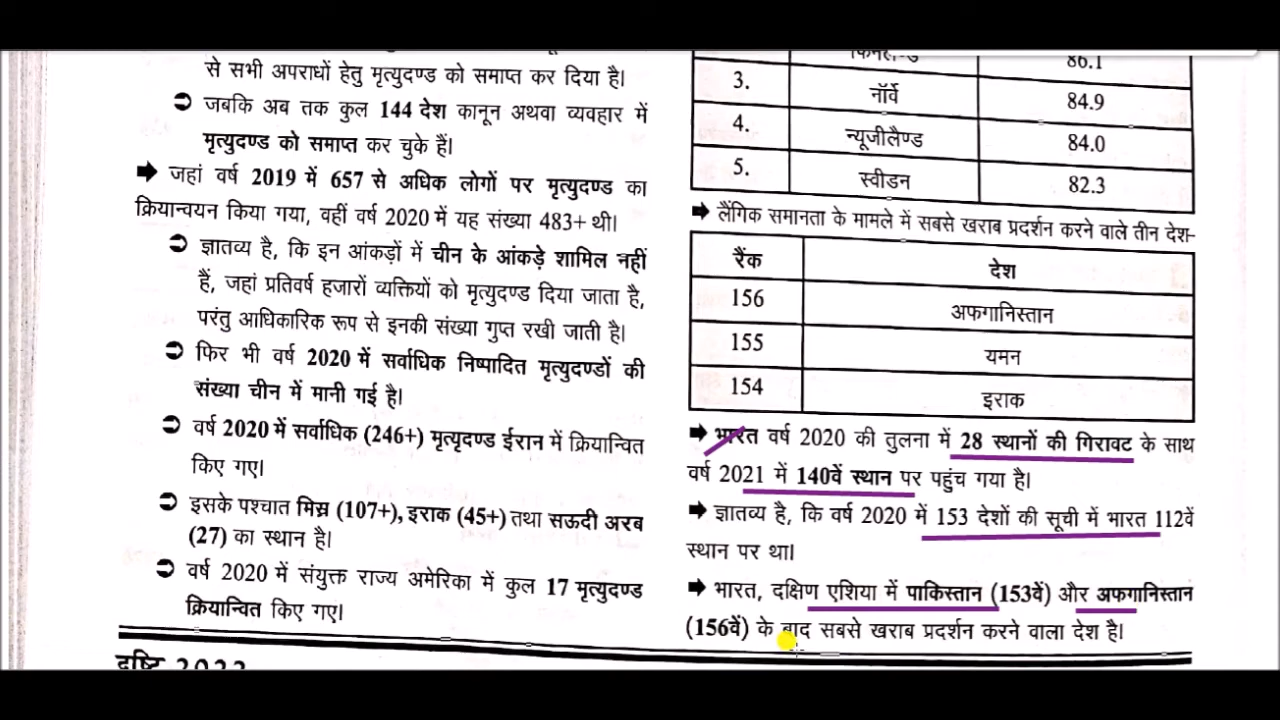 से सभी अपराधों हेतु मृत्युदण्ड को समाप्त कर दिया है।
जबकि अब तक कुल 144 देश कानून अथवा व्यवहार में
मृत्युदण्ड को समाप्त कर चुके हैं।
जहां वर्ष 2019 में 657 से अधिक लोगों पर मृत्युदण्ड का
क्रियान्वयन किया गया, वहीं वर्ष 2020 में यह संख्या 483+ थी।
ज्ञातव्य है, कि इन आंकड़ों में चीन के आंकड़े शामिल नहीं
हैं, जहां प्रतिवर्ष हजारों व्यक्तियों को मृत्युदण्ड दिया जाता है,
परंतु आधिकारिक रूप से इनकी संख्या गुप्त रखी जाती है।
फिर भी वर्ष 2020 में सर्वाधिक निष्पादित मृत्युदण्डों की
संख्या चीन में मानी गई है।
वर्ष 2020 में सर्वाधिक (246+) मृत्युदण्ड ईरान में क्रियान्वित
किए गए।
इसके पश्चात मिस्र (107+), इराक (45+) तथा सऊदी अरब
(27) का स्थान है।
वर्ष 2020 में संयुक्त राज्य अमेरिका में कुल 17 मृत्युदण्ड
क्रियान्वित किए गए।
86.1
3. नॉर्वे 84.9
4. न्यूजीलैण्ड 84.0
5. स्वीडन 82.3
लैंगिक समानता के मामले में सबसे खराब प्रदर्शन करने वाले तीन देश-
रैंक देश
156 अफगानिस्तान
155 यमन
154 इराक
भारत वर्ष 2020 की तुलना में 28 स्थानों की गिरावट के साथ
वर्ष 2021 में 140वें स्थान पर पहुंच गया है।
ज्ञातव्य है, कि वर्ष 2020 में 153 देशों की सूची में भारत 112वें
स्थान पर था।
भारत, दक्षिण एशिया में पाकिस्तान (153वें) और अफगानिस्तान
(156वें) के बाद सबसे खराब प्रदर्शन करने वाला देश है।